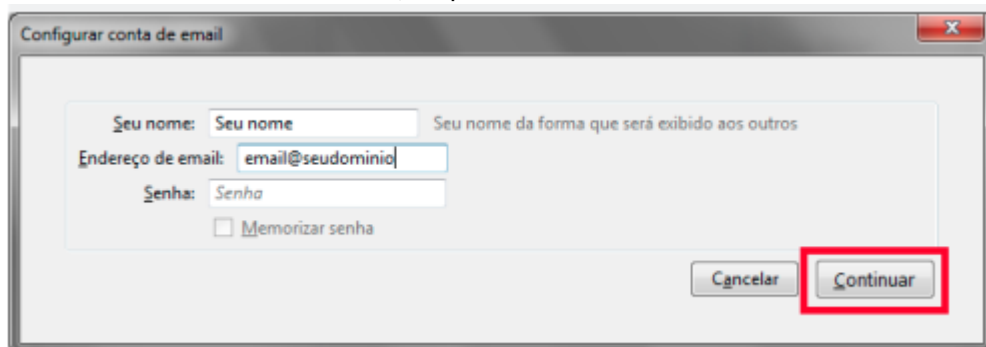 Configurar conta de email
Seu nome: Seu nome Seu nome da forma que será exibido aos outros
Endereço de email: email@seudominio
Senha: Senha
Memorizar senha
Cancelar Continuar